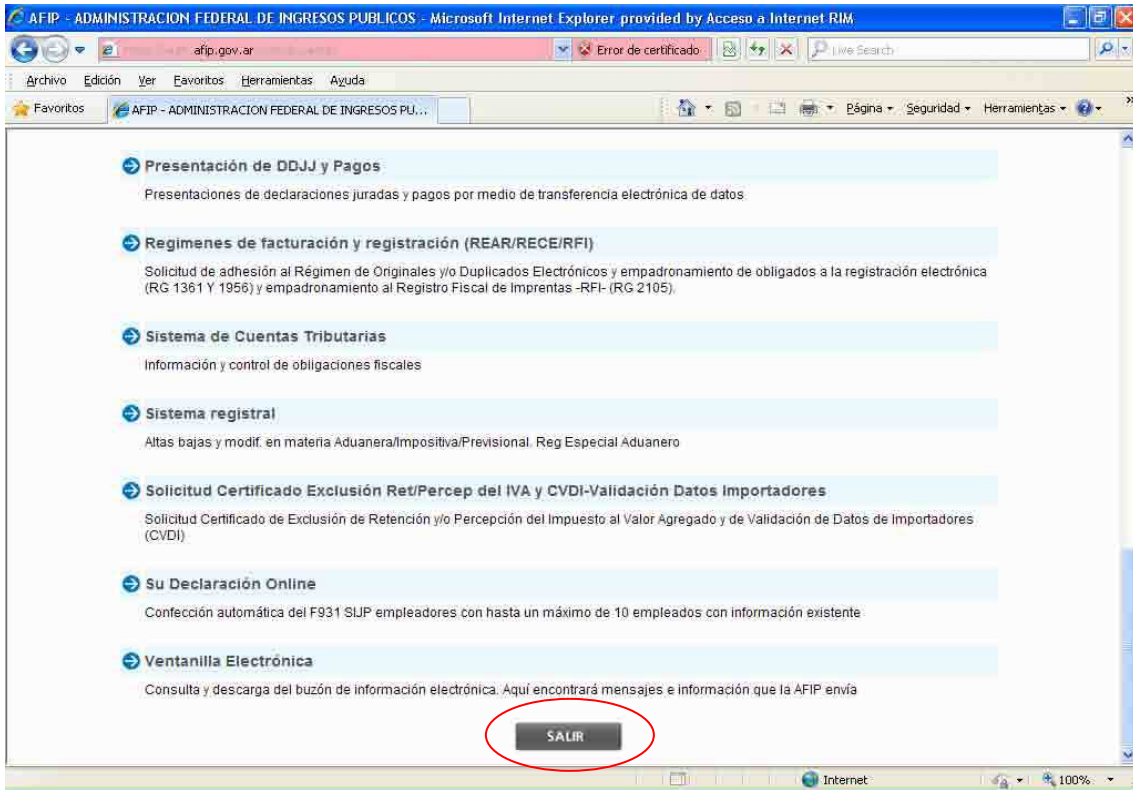 AFIP - ADMINISTRACION FEDERAL DE INGRESOS PUBLICOS - Microsoft Internet Explorer provided by Acceso a Internet RIM
afip.gov.ar Error de certificado Live Search
Archivo Edición Ver Favoritos Herramientas Ayuda
Favoritos AFIP - ADMINISTRACION FEDERAL DE INGRESOS PU... Página Seguridad Herramientas »
Presentación de DDJJ y Pagos
Presentaciones de declaraciones juradas y pagos por medio de transferencia electrónica de datos
Regimenes de facturación y registración (REAR/RECE/RFI)
Solicitud de adhesión al Régimen de Originales y/o Duplicados Electrónicos y empadronamiento de obligados a la registración electrónica
(RG 1361 Y 1956) y empadronamiento al Registro Fiscal de Imprentas -RFI- (RG 2105).
Sistema de Cuentas Tributarias
Información y control de obligaciones fiscales
Sistema registral
Altas bajas y modif. en materia Aduanera/Impositiva/Previsional. Reg Especial Aduanero
Solicitud Certificado Exclusión Ret/Percep del IVA y CVDI-Validación Datos Importadores
Solicitud Certificado de Exclusión de Retención y/o Percepción del Impuesto al Valor Agregado y de Validación de Datos de Importadores
(CVDI)
Su Declaración Online
Confección automática del F931 SIJP empleadores con hasta un máximo de 10 empleados con información existente
Ventanilla Electrónica
Consulta y descarga del buzón de información electrónica. Aquí encontrará mensajes e información que la AFIP envía
SALIR
Internet 100%